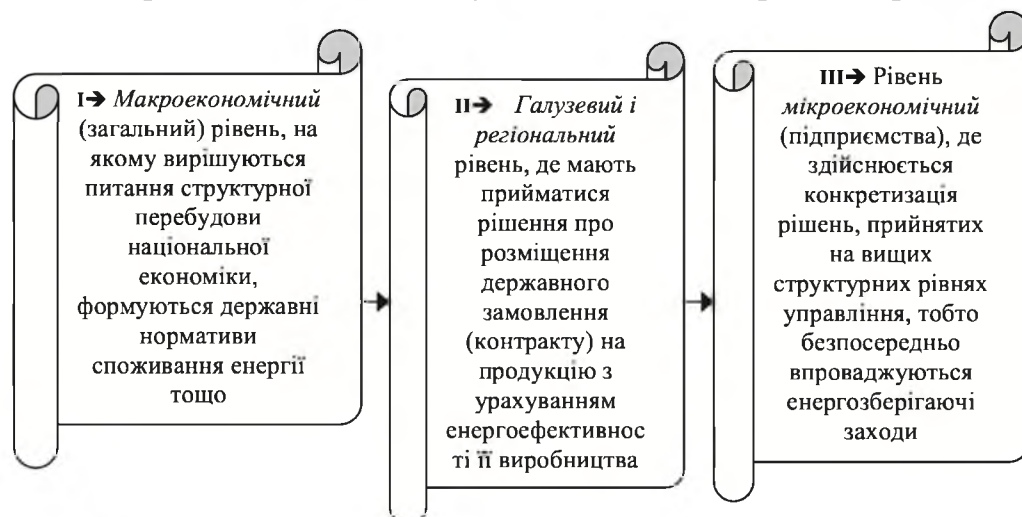 I➔ Макроекономічний
(загальний) рівень, на
якому вирішуються
питання структурної
перебудови
національної
економіки,
формуються державні
нормативи
споживання енергії
тощо
II➔ Галузевий і
регіональний
рівень, де мають
прийматися
рішення про
розміщення
державного
замовлення
(контракту) на
продукцію з
урахуванням
енергоефективнос
ті її виробництва
III➔ Рівень
мікроекономічний
(підприємства), де
здійснюється
конкретизація
рішень, прийнятих
на вищих
структурних рівнях
управління, тобто
безпосередньо
впроваджуються
енергозберігаючі
заходи